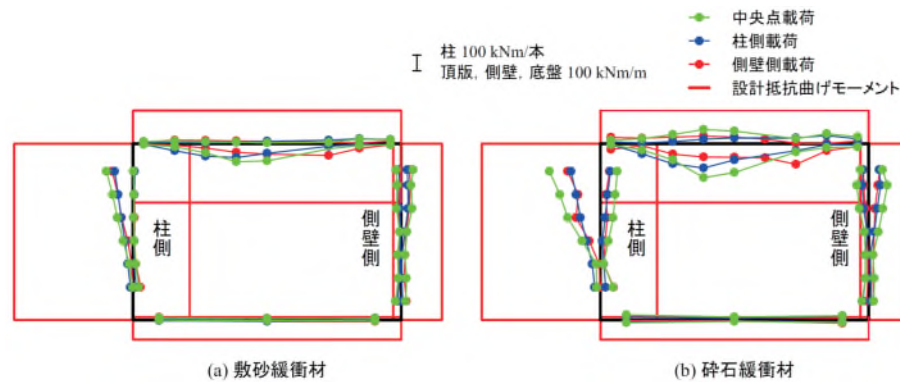 中央点載荷
柱側載荷
側壁側載荷
設計抵抗曲げモーメント
柱 100 kNm/本
頂版, 側壁, 底盤 100 kNm/m
柱側
側壁側
柱側
側壁側
(a) 敷砂緩衝材
(b) 砕石緩衝材